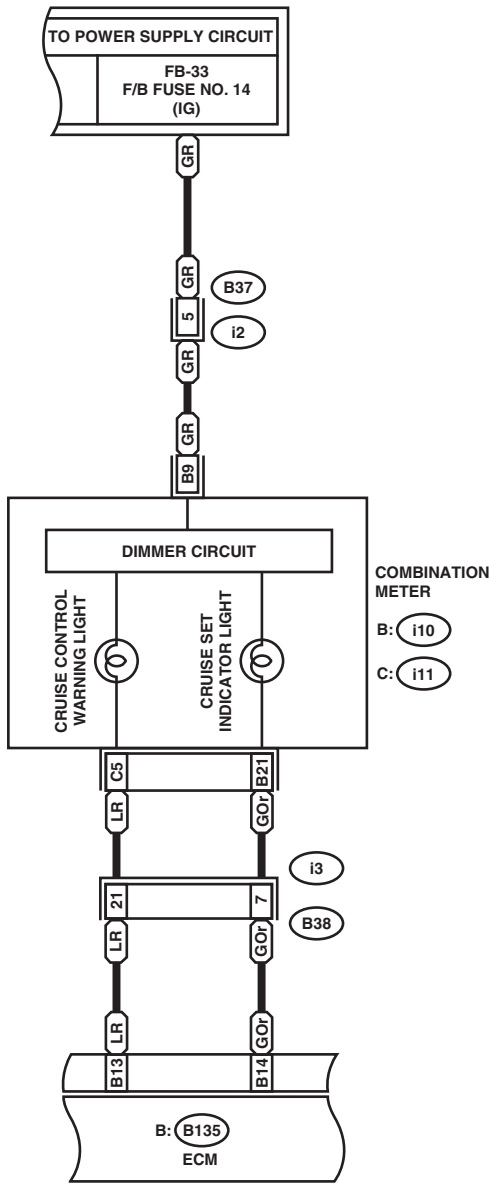 TO POWER SUPPLY CIRCUIT
FB-33
F/B FUSE NO. 14
(IG)
GR
GR
B37
5
i2
GR
GR
B9
DIMMER CIRCUIT
CRUISE CONTROL
WARNING LIGHT
CRUISE SET
INDICATOR LIGHT
COMBINATION
METER
B: i10
C: i11
C5
B21
LR
GOr
i3
21
7
B38
LR
GOr
LR
GOr
B13
B14
B: B135
ECM